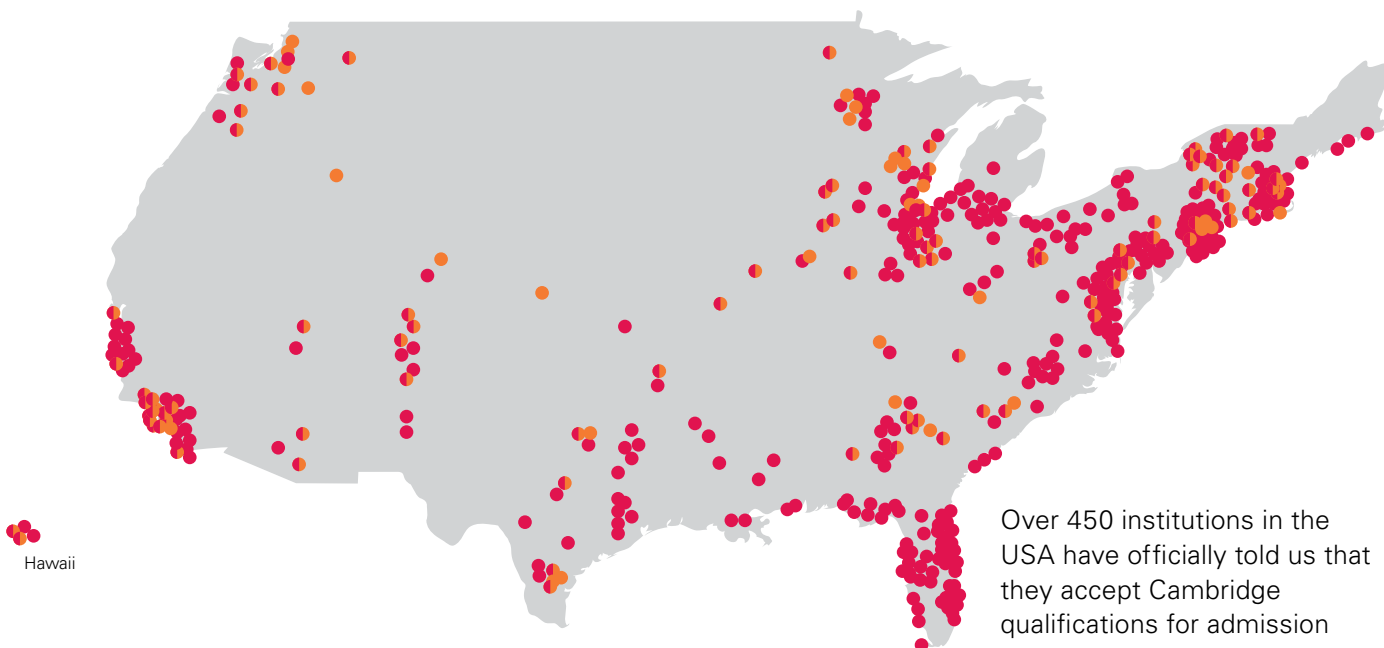 Hawaii
Over 450 institutions in the
USA have officially told us that
they accept Cambridge
qualifications for admission